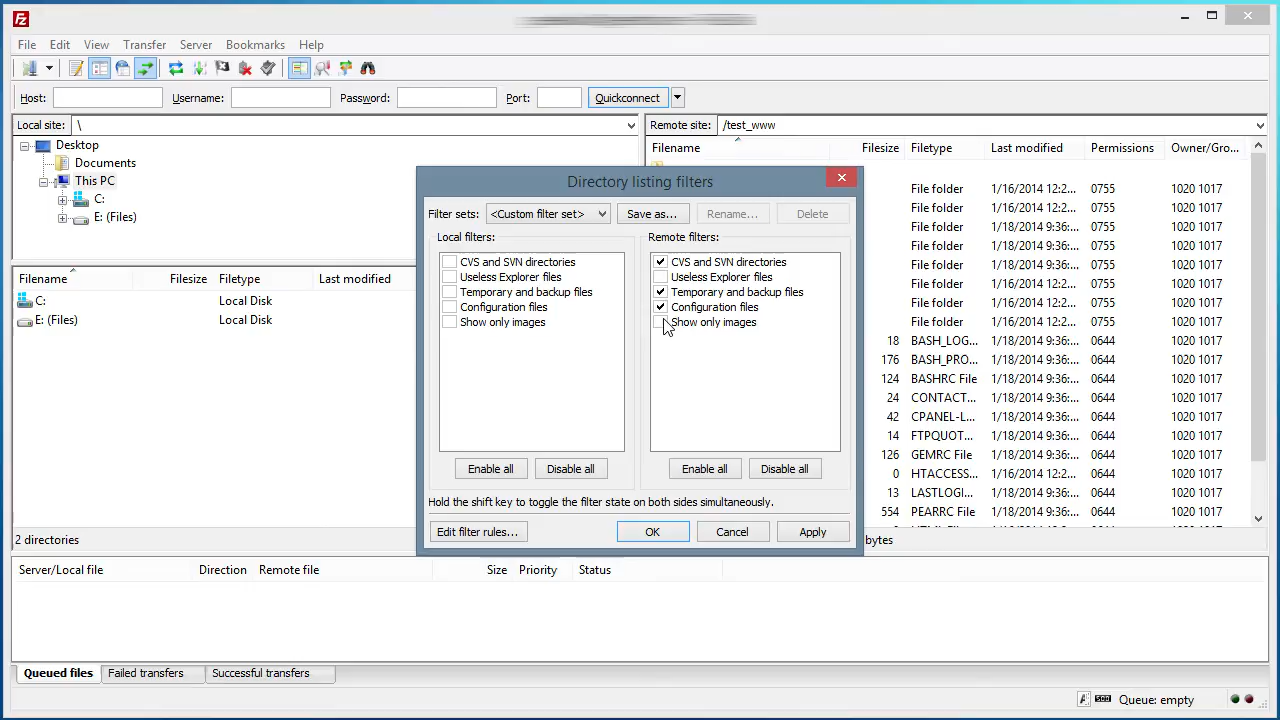 Fz
File Edit View Transfer Server Bookmarks Help
Host: Username: Password: Port: Quickconnect
Local site: \
Desktop
Documents
This PC
C:
E: (Files)
Filename Filesize Filetype Last modified
C: Local Disk
E: (Files) Local Disk
2 directories
Remote site: /test_www
Filename Filesize Filetype Last modified Permissions Owner/Gro...
File folder 1/16/2014 12:2... 0755 1020 1017
File folder 1/16/2014 12:2... 0755 1020 1017
File folder 1/18/2014 9:36:... 0755 1020 1017
File folder 1/18/2014 9:36:... 0755 1020 1017
File folder 1/18/2014 9:36:... 0755 1020 1017
File folder 1/16/2014 12:2... 0755 1020 1017
File folder 1/18/2014 9:36:... 0755 1020 1017
File folder 1/16/2014 12:2... 0755 1020 1017
18 BASH_LOG... 1/18/2014 9:36:... 0644 1020 1017
176 BASH_PRO... 1/18/2014 9:36:... 0644 1020 1017
124 BASHRC File 1/18/2014 9:36:... 0644 1020 1017
24 CONTACT... 1/18/2014 9:36:... 0644 1020 1017
42 CPANEL-L... 1/18/2014 9:36:... 0644 1020 1017
14 FTPQUOT... 1/18/2014 9:36:... 0644 1020 1017
126 GEMRC File 1/18/2014 9:36:... 0644 1020 1017
0 HTACCESS... 1/16/2014 12:2... 0644 1020 1017
13 LASTLOGI... 1/18/2014 9:36:... 0644 1020 1017
554 PEARRC File 1/18/2014 9:36:... 0644 1020 1017
bytes
Directory listing filters
Filter sets: <Custom filter set> Save as... Rename... Delete
Local filters:
CVS and SVN directories
Useless Explorer files
Temporary and backup files
Configuration files
Show only images
Enable all Disable all
Remote filters:
CVS and SVN directories
Useless Explorer files
Temporary and backup files
Configuration files
Show only images
Enable all Disable all
Hold the shift key to toggle the filter state on both sides simultaneously.
Edit filter rules... OK Cancel Apply
Server/Local file Direction Remote file Size Priority Status
Queued files Failed transfers Successful transfers
Queue: empty